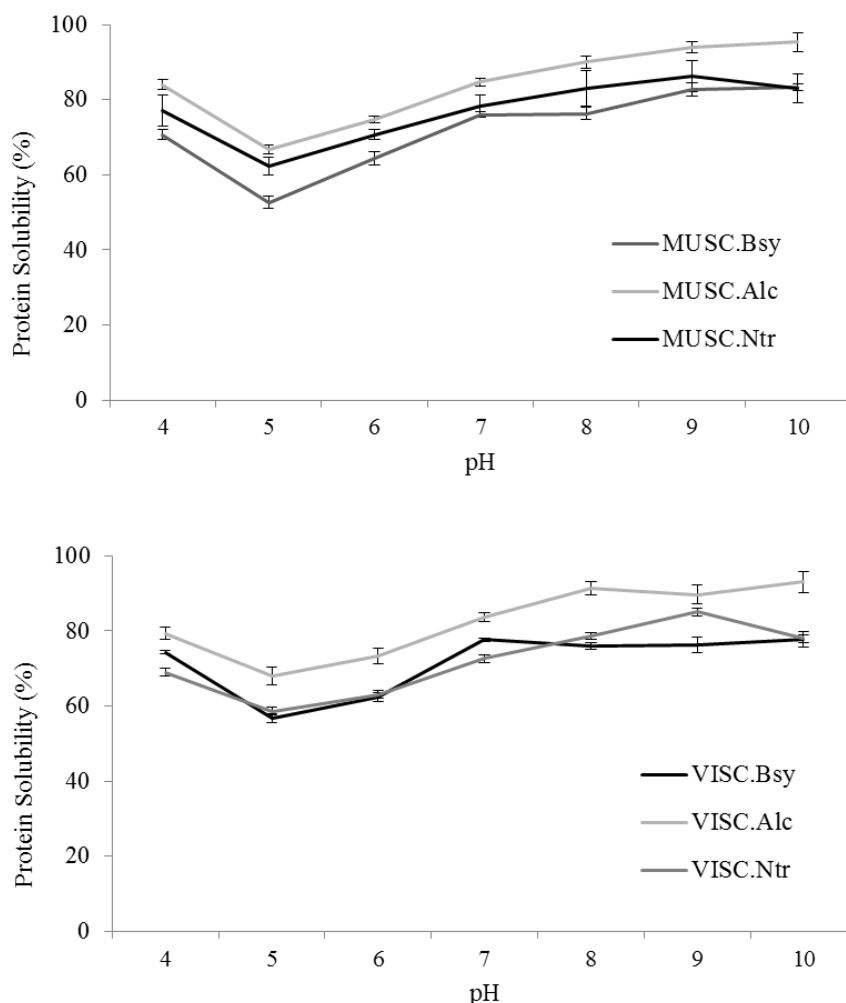 Protein Solubility (%)
100
80
60
40
20
0
MUSC.Bsy
MUSC.Alc
MUSC.Ntr
4 5 6 7 8 9 10
pH
Protein Solubility (%)
100
80
60
40
20
0
VISC.Bsy
VISC.Alc
VISC.Ntr
4 5 6 7 8 9 10
pH